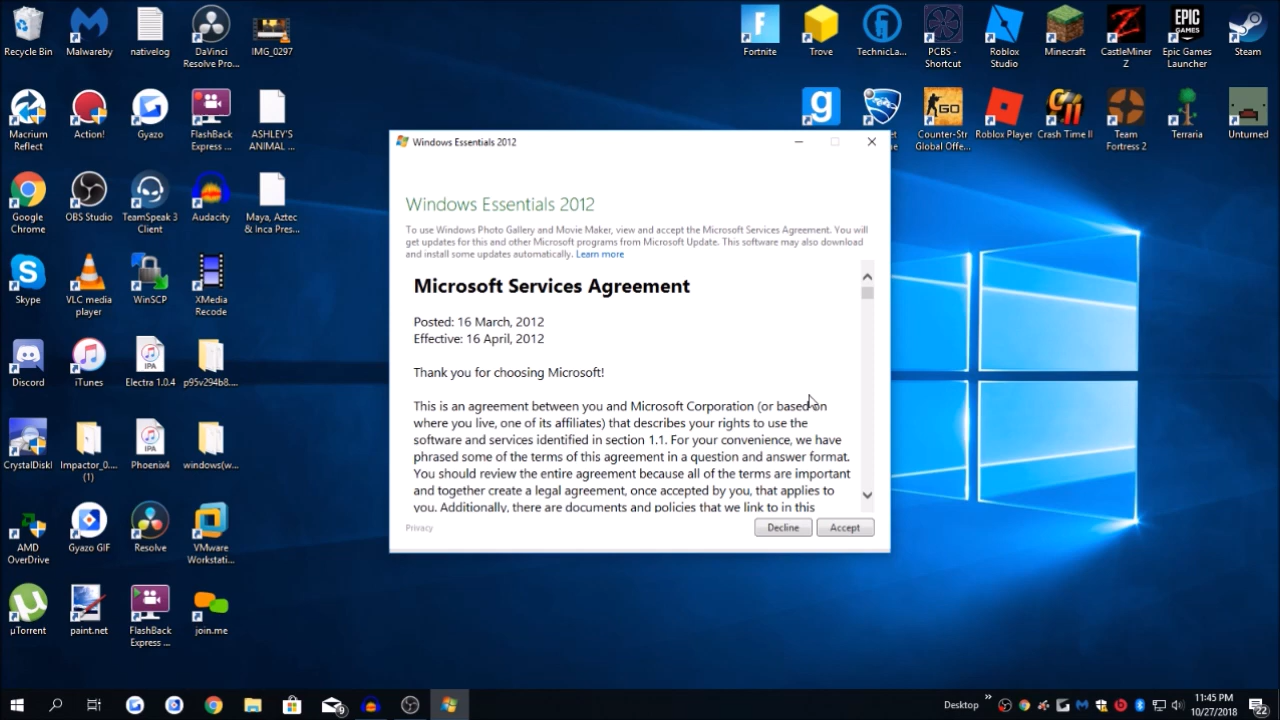 Recycle Bin
Malwareby
nativelog
DaVinci
Resolve Pro...
IMG_0297
Fortnite
Trove
TechnicLa...
PCBS -
Shortcut
Roblox
Studio
Minecraft
CastleMiner
Z
EPIC
GAMES
Epic Games
Launcher
Steam
Macrium
Reflect
Action!
Gyazo
FlashBack
Express ...
ASHLEY'S
ANIMAL ...
Counter-Str
Global Offe...
Roblox Player
Crash Time II
Team
Fortress 2
Terraria
Unturned
Google
Chrome
OBS Studio
TeamSpeak 3
Client
Audacity
Maya, Aztec
& Inca Pres...
Skype
VLC media
player
WinSCP
XMedia
Recode
Discord
iTunes
IPA
Electra 1.0.4
p95v294b8....
CrystalDiskI
Impactor_0....
(1)
IPA
Phoenix4
windows(w...
AMD
OverDrive
Gyazo GIF
Resolve
VMware
Workstati...
µTorrent
paint.net
FlashBack
Express ...
join.me
Windows Essentials 2012
Windows Essentials 2012
To use Windows Photo Gallery and Movie Maker, view and accept the Microsoft Services Agreement. You will
get updates for this and other Microsoft programs from Microsoft Update. This software may also download
and install some updates automatically. Learn more
Microsoft Services Agreement
Posted: 16 March, 2012
Effective: 16 April, 2012
Thank you for choosing Microsoft!
This is an agreement between you and Microsoft Corporation (or based on
where you live, one of its affiliates) that describes your rights to use the
software and services identified in section 1.1. For your convenience, we have
phrased some of the terms of this agreement in a question and answer format.
You should review the entire agreement because all of the terms are important
and together create a legal agreement, once accepted by you, that applies to
you. Additionally, there are documents and policies that we link to in this
Privacy
Decline
Accept
Desktop
11:45 PM
10/27/2018
22